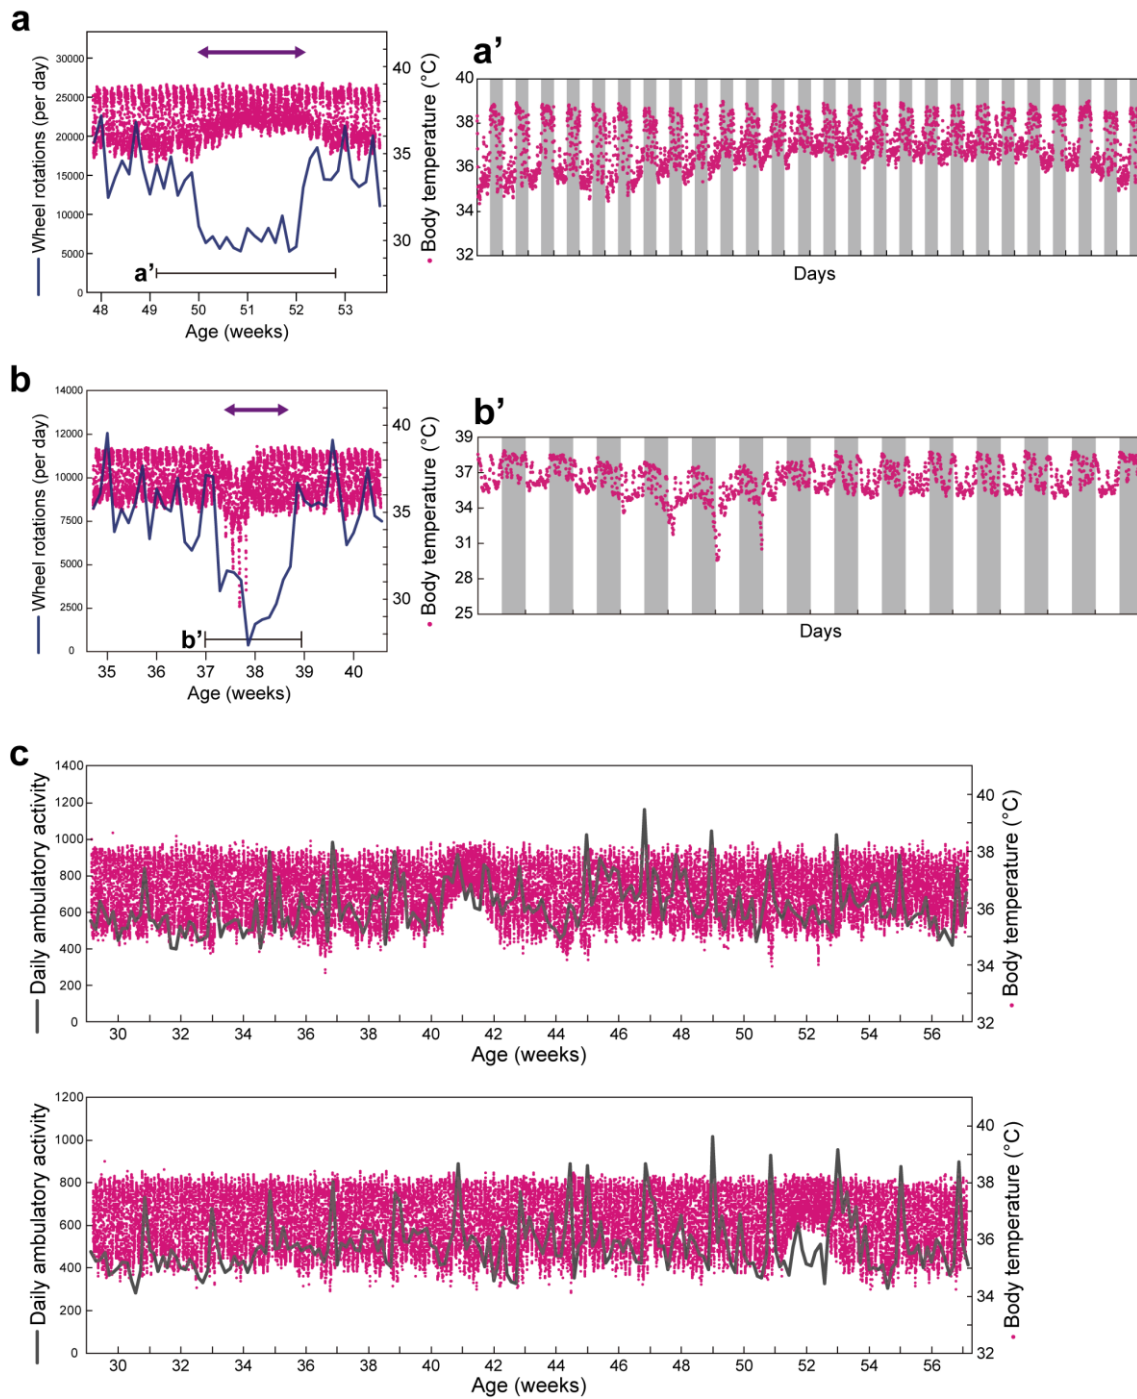 a
Wheel rotations (per day)
30000
25000
20000
15000
10000
5000
0
40
35
30
Body temperature (°C)
a'
48 49 50 51 52 53
Age (weeks)
a'
40
38
36
34
32
Days
b
Wheel rotations (per day)
14000
12000
10000
7500
5000
2500
0
40
35
30
Body temperature (°C)
b'
35 36 37 38 39 40
Age (weeks)
b'
39
37
34
31
28
25
Days
c
Daily ambulatory activity
1400
1200
1000
800
600
400
200
0
40
38
36
34
32
Body temperature (°C)
30 32 34 36 38 40 42 44 46 48 50 52 54 56
Age (weeks)
Daily ambulatory activity
1200
1000
800
600
400
200
0
40
38
36
34
32
Body temperature (°C)
30 32 34 36 38 40 42 44 46 48 50 52 54 56
Age (weeks)